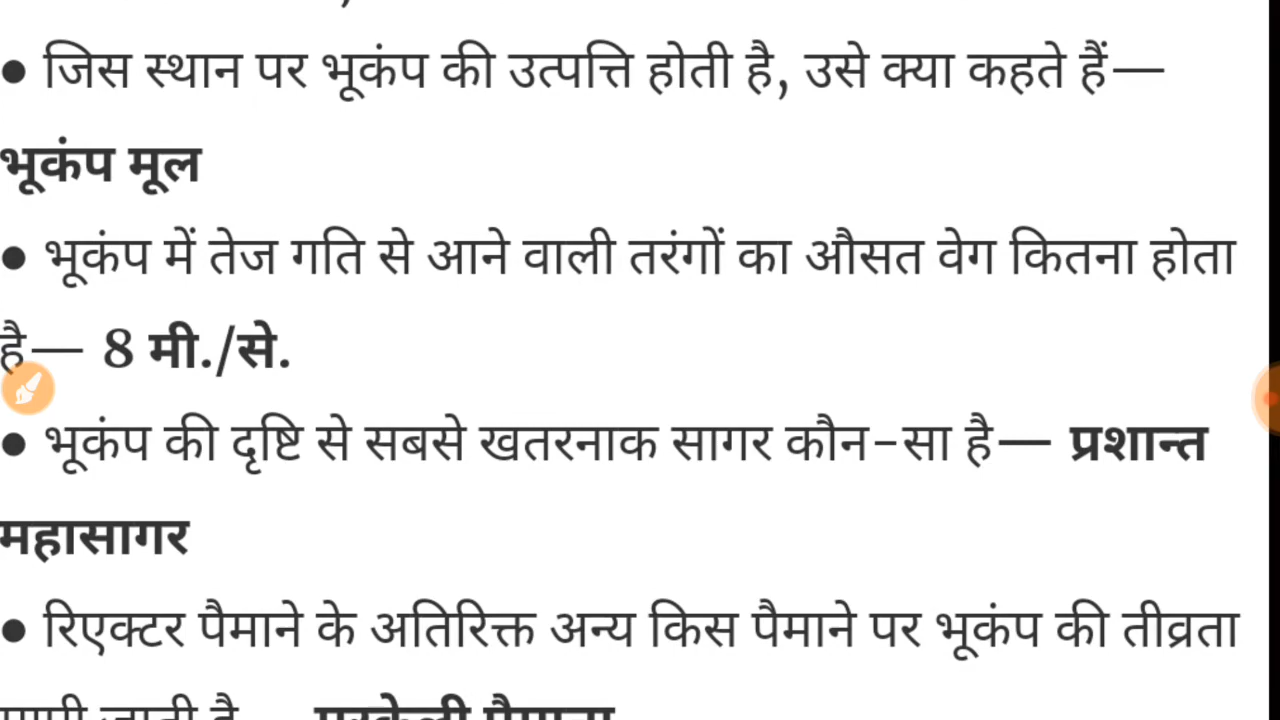 ● जिस स्थान पर भूकंप की उत्पत्ति होती है, उसे क्या कहते हैं—
भूकंप मूल
● भूकंप में तेज गति से आने वाली तरंगों का औसत वेग कितना होता
है— 8 मी./से.
● भूकंप की दृष्टि से सबसे खतरनाक सागर कौन-सा है— प्रशान्त
महासागर
● रिएक्टर पैमाने के अतिरिक्त अन्य किस पैमाने पर भूकंप की तीव्रता